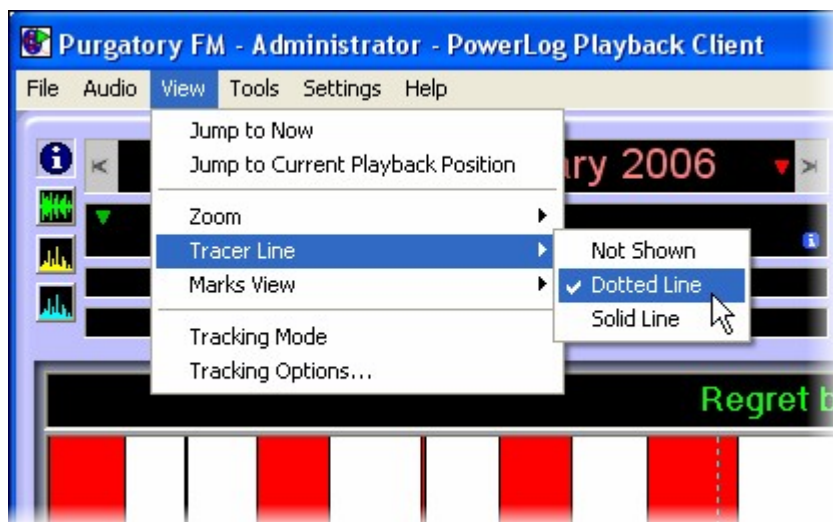 Purgatory FM - Administrator - PowerLog Playback Client
File Audio View Tools Settings Help
Jump to Now
Jump to Current Playback Position
2006
Zoom
Tracer Line
Marks View
Tracking Mode
Tracking Options...
Not Shown
Dotted Line
Solid Line
Regret